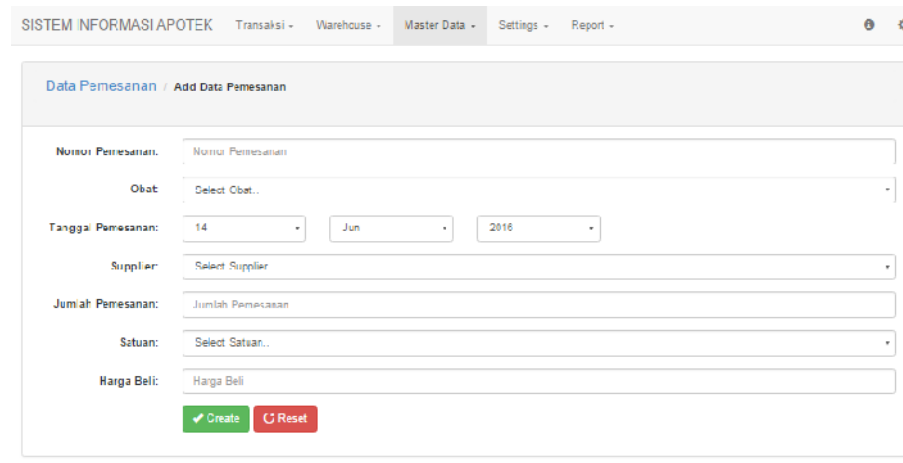 SISTEM INFORMASI APOTEK Transaksi Warehouse Master Data Settings Report
Data Pemesanan / Add Data Pemesanan
Nomor Pemesanan: Nomor Pemesanan
Obat: Select Obat..
Tanggal Pemesanan: 14 Jun 2016
Supplier: Select Supplier
Jumlah Pemesanan: Jumlah Pemesanan
Satuan: Select Satuan..
Harga Beli: Harga Beli
Create Reset